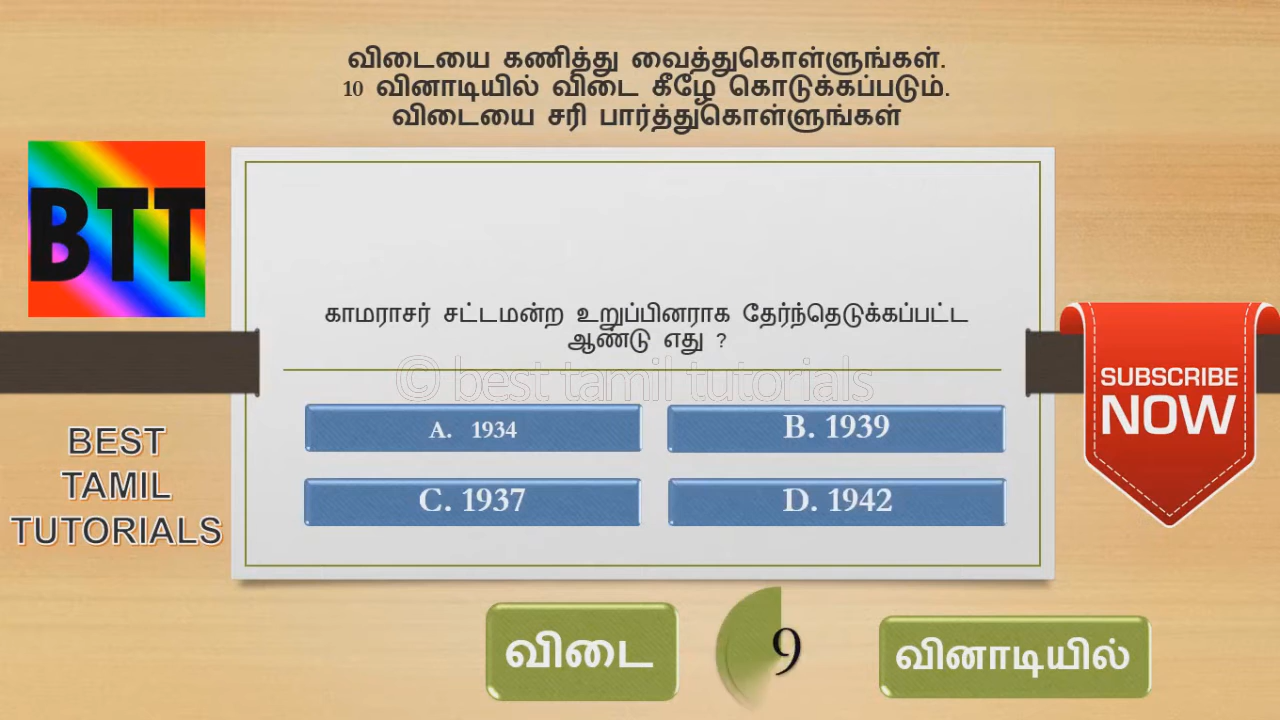 விடையை கணித்து வைத்துகொள்ளுங்கள்.
10 வினாடியில் விடை கீழே கொடுக்கப்படும்.
விடையை சரி பார்த்துகொள்ளுங்கள்
BTT
காமராசர் சட்டமன்ற உறுப்பினராக தேர்ந்தெடுக்கப்பட்ட
ஆண்டு எது ?
© best tamil tutorials
A. 1934
B. 1939
C. 1937
D. 1942
BEST
TAMIL
TUTORIALS
SUBSCRIBE
NOW
விடை
9
வினாடியில்